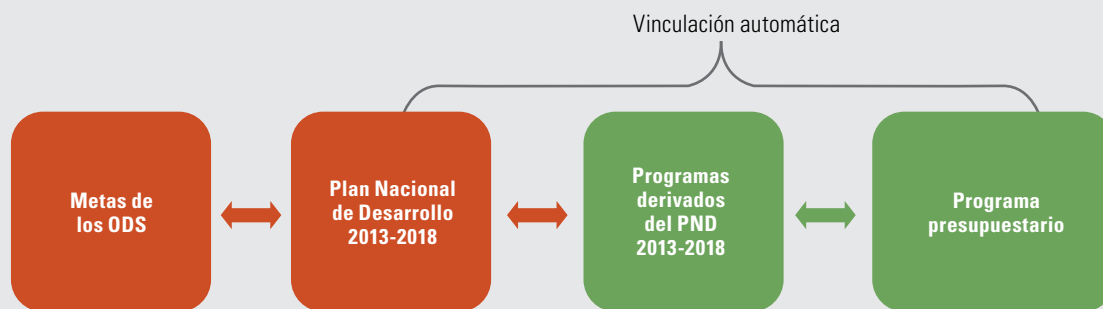 Vinculación automática
Metas de
los ODS
Plan Nacional
de Desarrollo
2013-2018
Programas
derivados
del PND
2013-2018
Programa
presupuestario